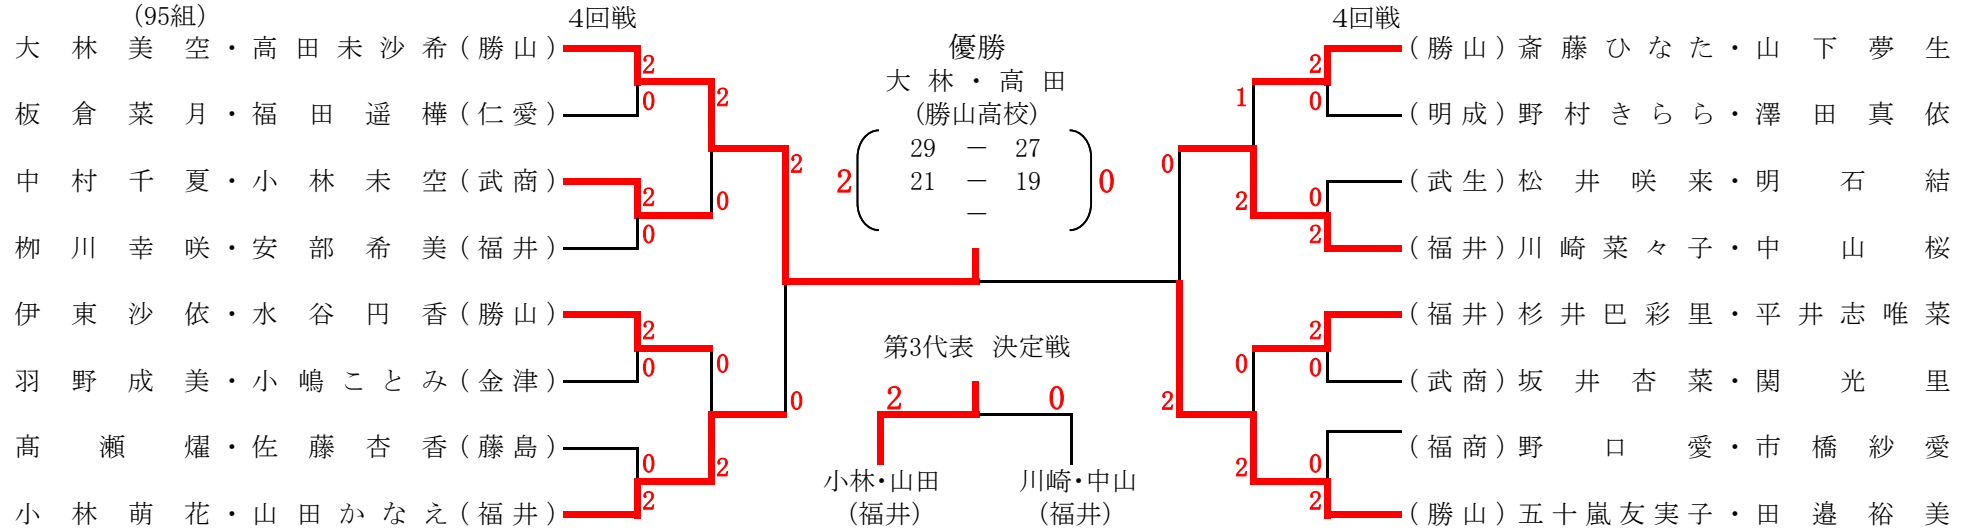 (95組)
4回戦
大林美空・高田未沙希(勝山)
2
0
板倉菜月・福田遥樺(仁愛)
2
中村千夏・小林未空(武商)
2
0
栁川幸咲・安部希美(福井)
0
2
伊東沙依・水谷円香(勝山)
2
0
羽野成美・小嶋ことみ(金津)
0
髙瀬燿・佐藤杏香(藤島)
0
2
小林萌花・山田かなえ(福井)
2
0
優勝
大林・高田
(勝山高校)
2
29 － 27
21 － 19
－
0
第3代表 決定戦
2 0
小林・山田 川崎・中山
(福井) (福井)
4回戦
(勝山)斎藤ひなた・山下夢生
2
0
(明成)野村きらら・澤田真依
1
(武生)松井咲来・明石結
0
2
(福井)川崎菜々子・中山桜
2
0
(福井)杉井巴彩里・平井志唯菜
2
0
(武商)坂井杏菜・関光里
0
(福商)野口愛・市橋紗愛
0
2
(勝山)五十嵐友実子・田邉裕美
2
2